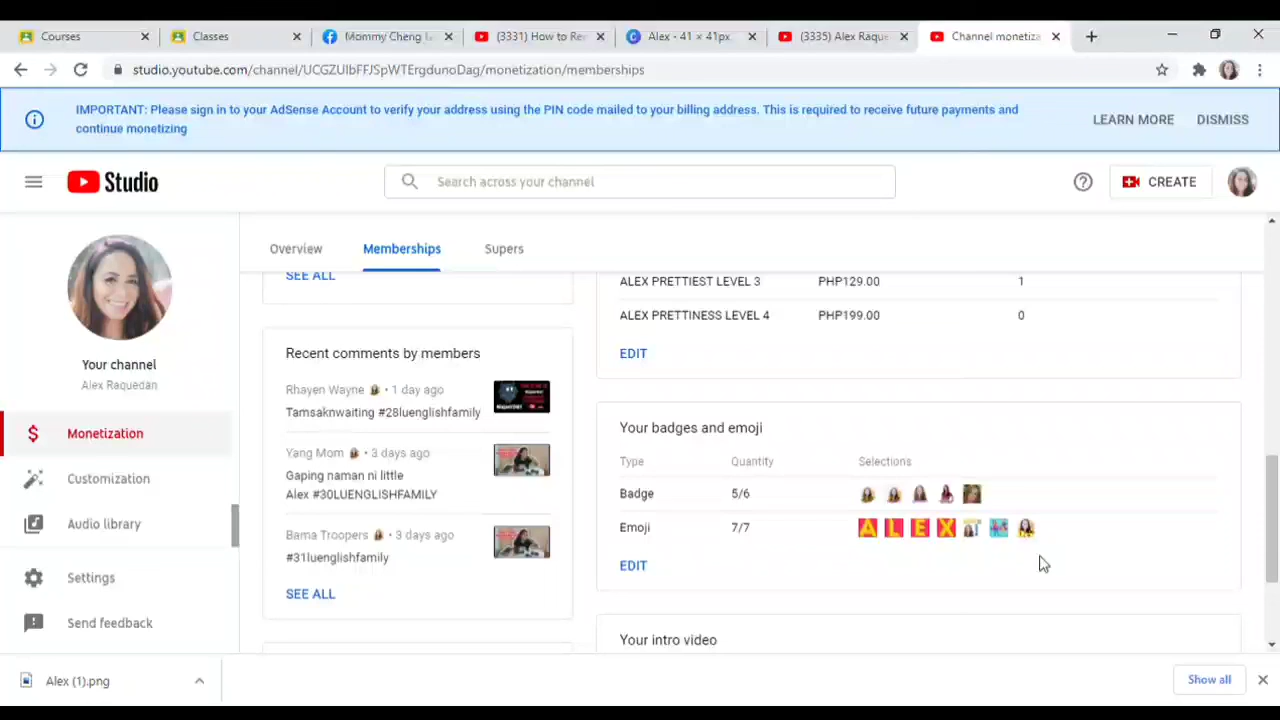 Courses
Classes
Mommy Cheng
(3331) How to Re
Alex - 41 × 41px
(3335) Alex Raque
Channel monetiza
studio.youtube.com/channel/UCGZUlbFFJSpWTErgdunoDag/monetization/memberships
IMPORTANT: Please sign in to your AdSense Account to verify your address using the PIN code mailed to your billing address. This is required to receive future payments and
continue monetizing
LEARN MORE
DISMISS
Studio
Search across your channel
CREATE
Your channel
Alex Raquedan
Monetization
Customization
Audio library
Settings
Send feedback
Overview
Memberships
Supers
SEE ALL
Recent comments by members
Rhayen Wayne • 1 day ago
Tamsaknwaiting #28luenglishfamily
Yang Mom • 3 days ago
Gaping naman ni little
Alex #30LUENGLISHFAMILY
Bama Troopers • 3 days ago
#31luenglishfamily
SEE ALL
ALEX PRETTIEST LEVEL 3 PHP129.00 1
ALEX PRETTINESS LEVEL 4 PHP199.00 0
EDIT
Your badges and emoji
Type Quantity Selections
Badge 5/6
Emoji 7/7 A L E X
EDIT
Your intro video
Alex (1).png
Show all